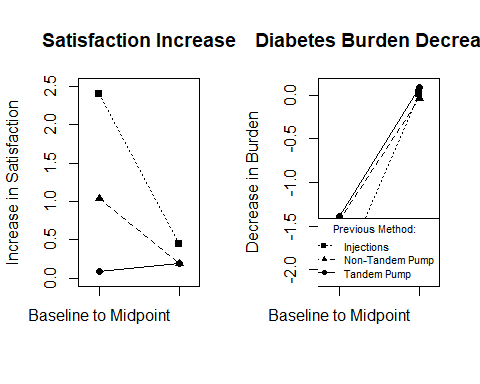 Satisfaction Increase
Diabetes Burden Decrea
Increase in Satisfaction
0.0
0.5
1.0
1.5
2.0
2.5
Baseline to Midpoint
Decrease in Burden
-2.0
-1.5
-1.0
-0.5
0.0
Previous Method:
Injections
Non-Tandem Pump
Tandem Pump
Baseline to Midpoint